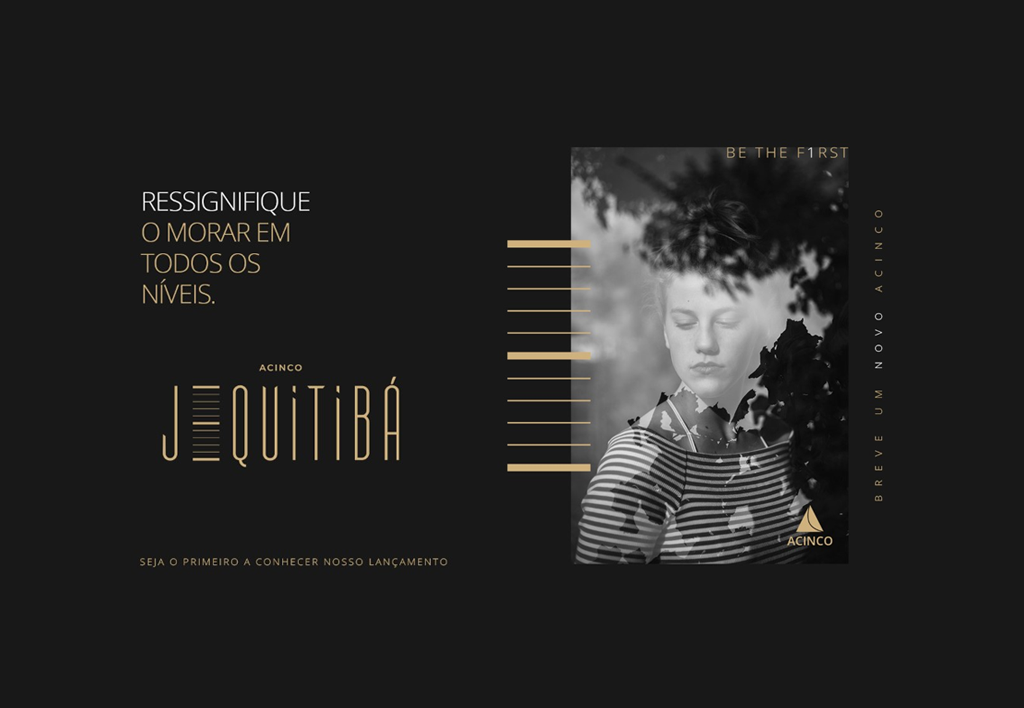 RESSIGNIFIQUE
O MORAR EM
TODOS OS
NÍVEIS.
ACINCO
JEQUiTiBÁ
SEJA O PRIMEIRO A CONHECER NOSSO LANÇAMENTO
BE THE F1RST
ACINCO
BREVE UM NOVO ACINCO